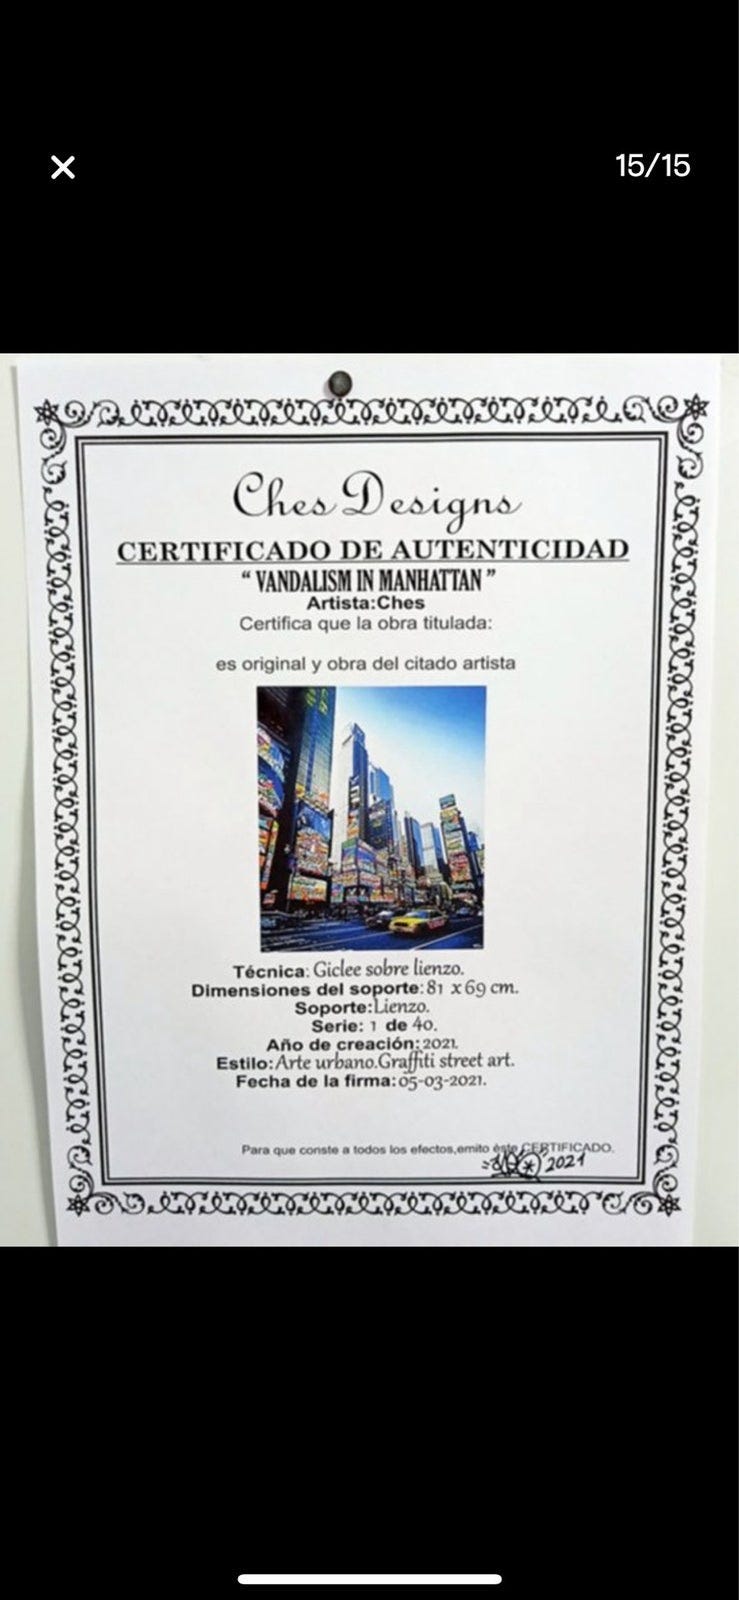 15/15
Ches Designs
CERTIFICADO DE AUTENTICIDAD
“ VANDALISM IN MANHATTAN ”
Artista:Ches
Certifica que la obra titulada:
es original y obra del citado artista
Técnica: Giclee sobre lienzo.
Dimensiones del soporte:81 x 69 cm.
Soporte:Lienzo.
Serie: 1 de 40.
Año de creación:2021.
Estilo:Arte urbano.Graffiti street art.
Fecha de la firma:05-03-2021.
Para que conste a todos los efectos,emito éste CERTIFICADO.
2021